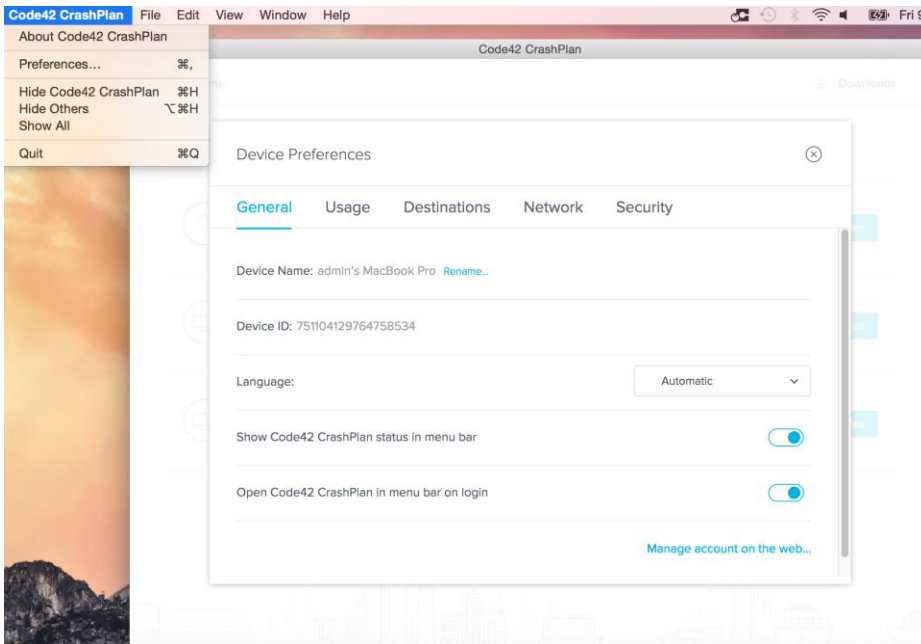 Code42 CrashPlan File Edit View Window Help Fri 9
About Code42 CrashPlan
Preferences... ⌘,
Hide Code42 CrashPlan ⌘H
Hide Others ⌥⌘H
Show All
Quit ⌘Q
Code42 CrashPlan
Downloads
Device Preferences
General Usage Destinations Network Security
Device Name: admin's MacBook Pro Rename...
Device ID: 751104129764758534
Language: Automatic
Show Code42 CrashPlan status in menu bar
Open Code42 CrashPlan in menu bar on login
Manage account on the web...